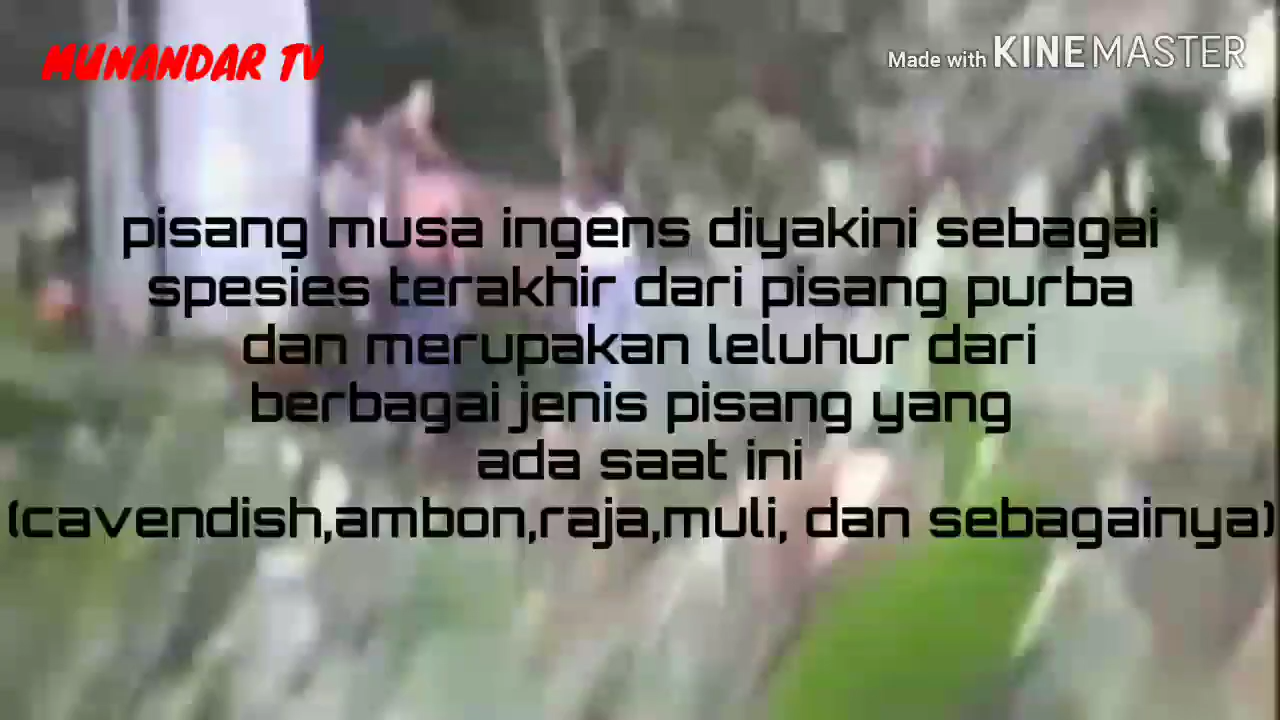 MUNANDAR TV
Made with KINEMASTER
pisang musa ingens diyakini sebagai
spesies terakhir dari pisang purba
dan merupakan leluhur dari
berbagai jenis pisang yang
ada saat ini
(cavendish,ambon,raja,muli, dan sebagainya)